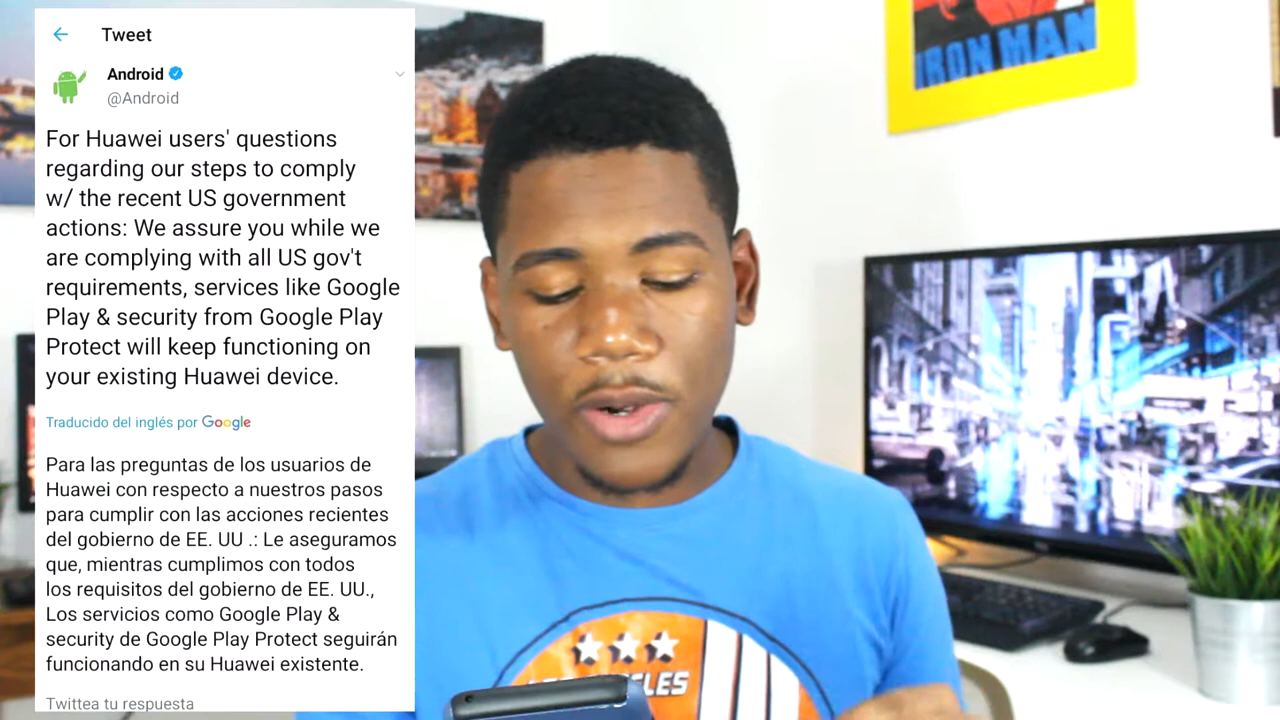 Tweet
Android
@Android
For Huawei users' questions
regarding our steps to comply
w/ the recent US government
actions: We assure you while we
are complying with all US gov't
requirements, services like Google
Play & security from Google Play
Protect will keep functioning on
your existing Huawei device.
Traducido del inglés por Google
Para las preguntas de los usuarios de
Huawei con respecto a nuestros pasos
para cumplir con las acciones recientes
del gobierno de EE. UU .: Le aseguramos
que, mientras cumplimos con todos
los requisitos del gobierno de EE. UU.,
Los servicios como Google Play &
security de Google Play Protect seguirán
funcionando en su Huawei existente.
Twittea tu respuesta
IRON MAN